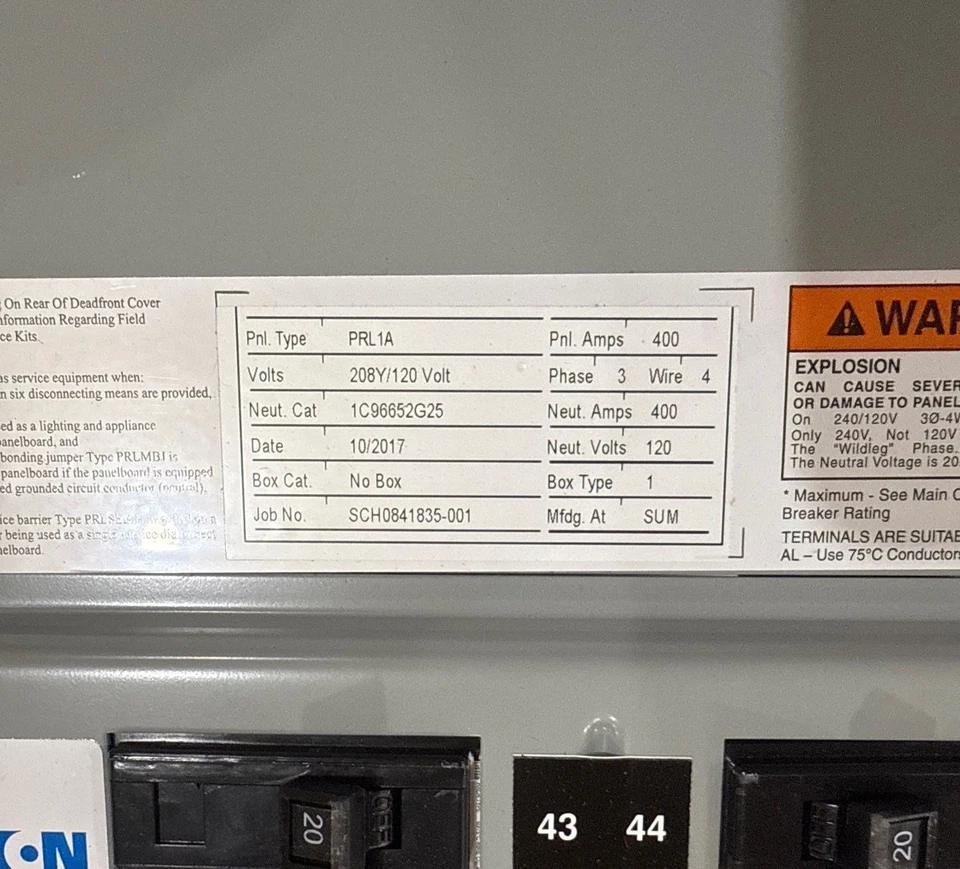 On Rear Of Deadfront Cover
nformation Regarding Field
ce Kits.
as service equipment when:
n six disconnecting means are provided,
ed as a lighting and appliance
anelboard, and
bonding jumper Type PRLMBJ is
panelboard if the panelboard is equipped
ed grounded circuit conductor (neutral),
ice barrier Type
r being used as a
elboard.
Pnl. Type PRL1A Pnl. Amps 400
Volts 208Y/120 Volt Phase 3 Wire 4
Neut. Cat 1C96652G25 Neut. Amps 400
Date 10/2017 Neut. Volts 120
Box Cat. No Box Box Type 1
Job No. SCH0841835-001 Mfdg. At SUM
WAR
EXPLOSION
CAN CAUSE SEVER
OR DAMAGE TO PANEL
On 240/120V 3Ø-4W
Only 240V, Not 120V
The "Wildleg" Phase.
The Neutral Voltage is 20
* Maximum - See Main C
Breaker Rating
TERMINALS ARE SUITAB
AL – Use 75°C Conductors
20
OFF
43 44
OFF
20
ON